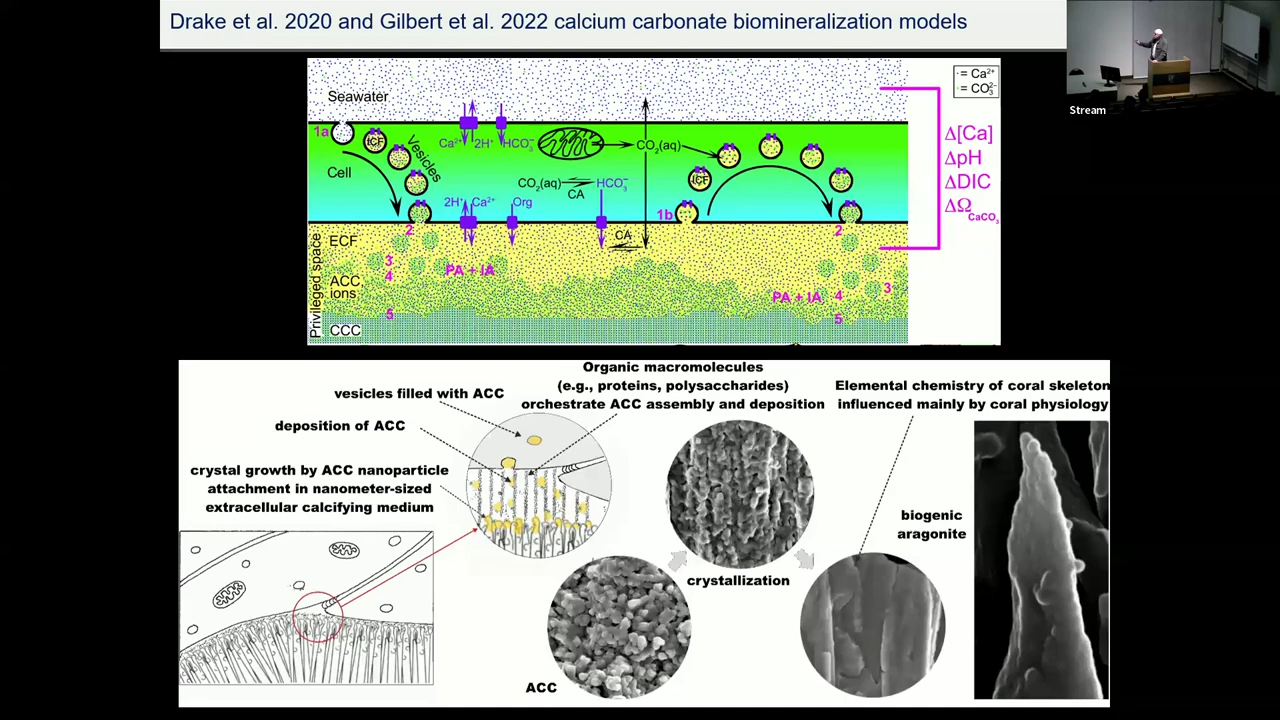 Drake et al. 2020 and Gilbert et al. 2022 calcium carbonate biomineralization models
Stream
Seawater
= Ca²⁺
= CO₃²⁻
1a
ICF
Vesicles
Ca²⁺ 2H⁺ HCO₃⁻
CO₂(aq)
Δ[Ca]
ΔpH
ΔDIC
ΔΩCaCO₃
Cell
CO₂(aq) HCO₃⁻
CA
ICF
2H⁺ Ca²⁺ Org
1b
2
2
CA
Privileged space
ECF
3
4
PA + IA
ACC,
ions
PA + IA
4
3
5
5
CCC
Organic macromolecules
(e.g., proteins, polysaccharides)
orchestrate ACC assembly and deposition
vesicles filled with ACC
deposition of ACC
Elemental chemistry of coral skeleton
influenced mainly by coral physiology
crystal growth by ACC nanoparticle
attachment in nanometer-sized
extracellular calcifying medium
biogenic
aragonite
crystallization
ACC